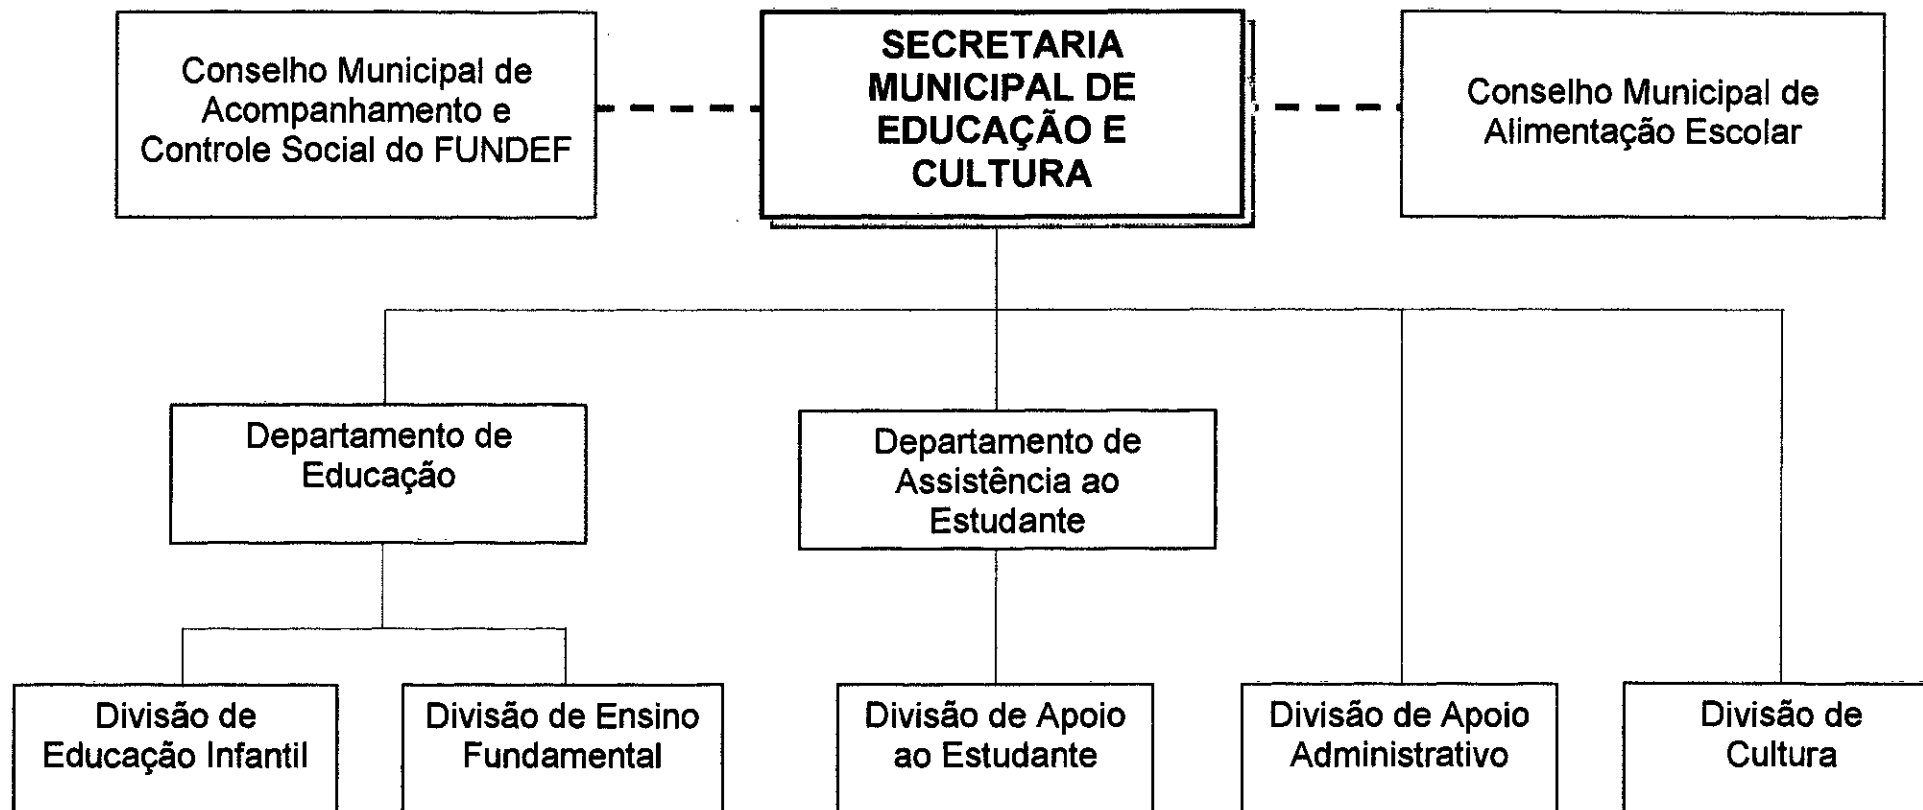 Conselho Municipal de
Acompanhamento e
Controle Social do FUNDEF
SECRETARIA
MUNICIPAL DE
EDUCAÇÃO E
CULTURA
Conselho Municipal de
Alimentação Escolar
Departamento de
Educação
Departamento de
Assistência ao
Estudante
Divisão de
Educação Infantil
Divisão de Ensino
Fundamental
Divisão de Apoio
ao Estudante
Divisão de Apoio
Administrativo
Divisão de
Cultura